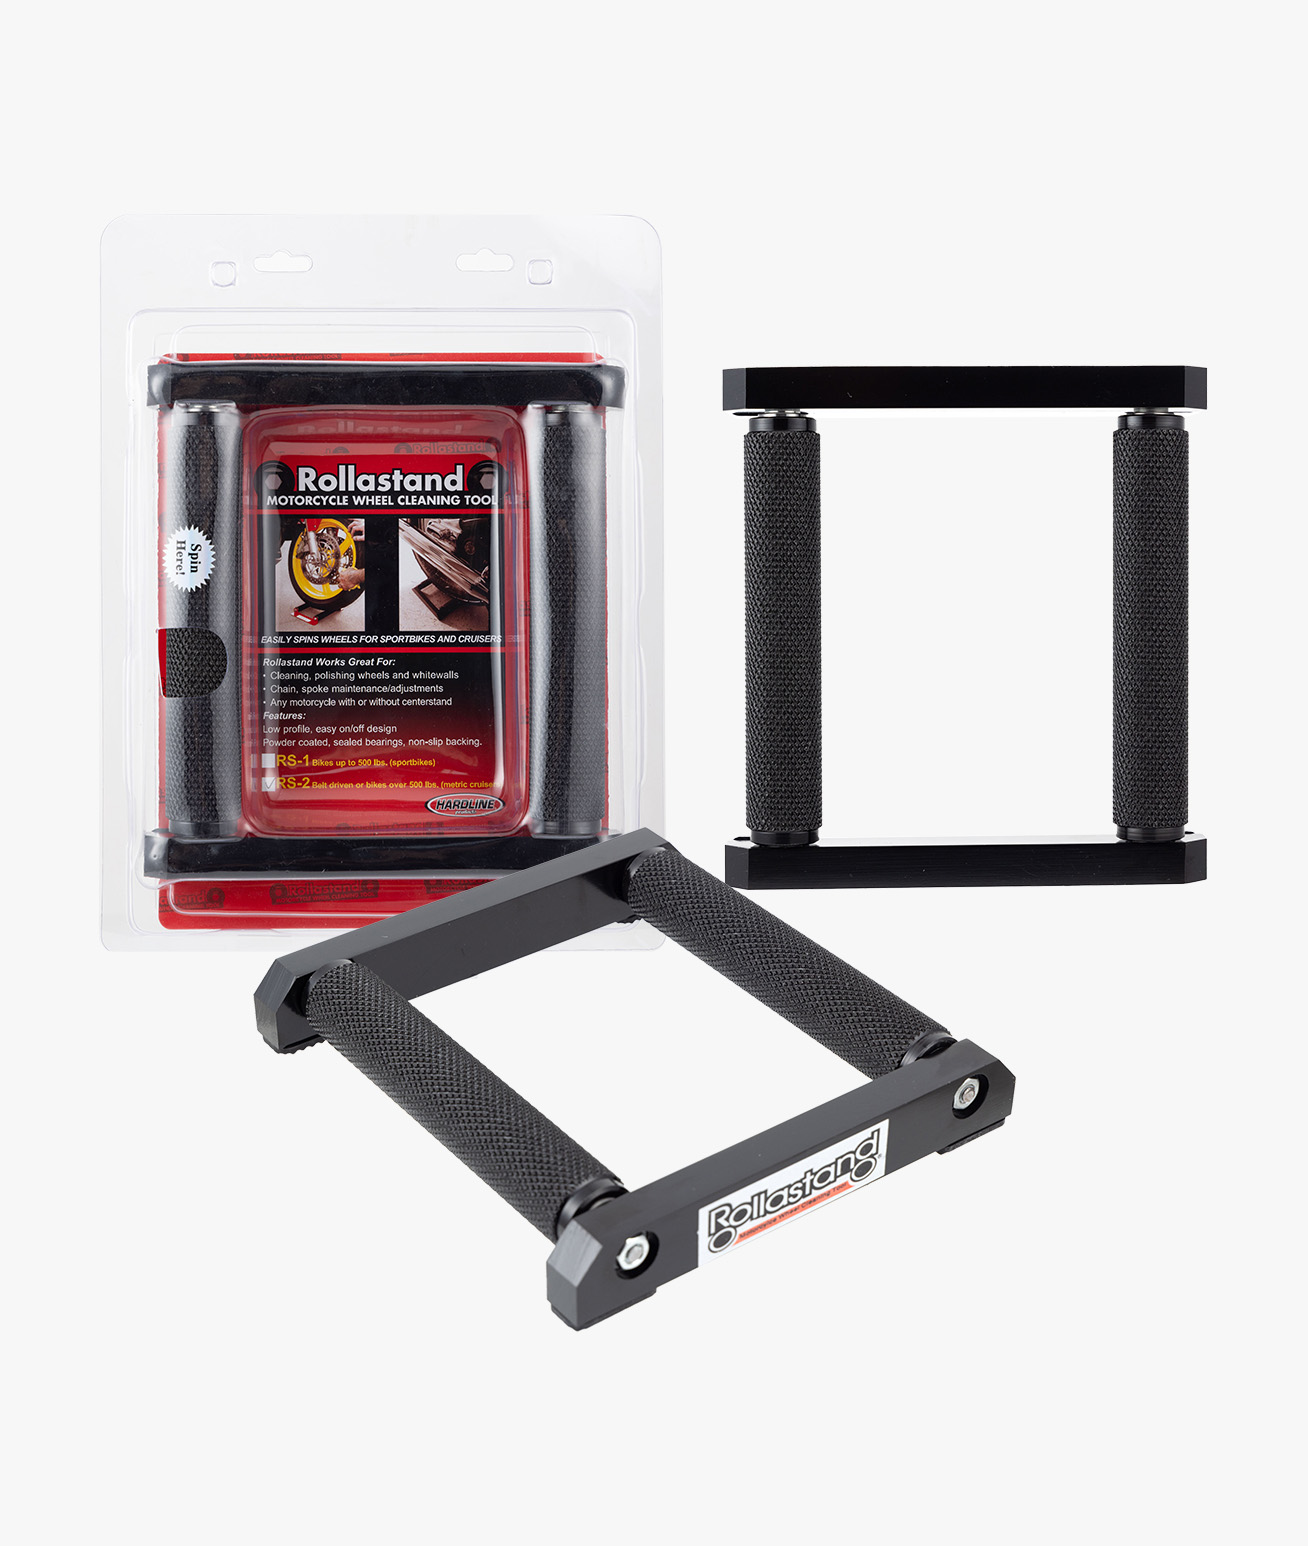 Rollastand
Rollastand
MOTORCYCLE WHEEL CLEANING TOOL
Spin
Here!
EASILY SPINS WHEELS FOR SPORTBIKES AND CRUISERS
Rollastand Works Great For:
• Cleaning, polishing wheels and whitewalls
• Chain, spoke maintenance/adjustments
• Any motorcycle with or without centerstand
Features:
Low profile, easy on/off design
Powder coated, sealed bearings, non-slip backing.
RS-1 Bikes up to 500 lbs. (sportbikes)
RS-2 Belt driven or bikes over 500 lbs. (metric cruiser
HARDLINE
products
Rollastand
Rollastand
Motorcycle Wheel Cleaning Tool